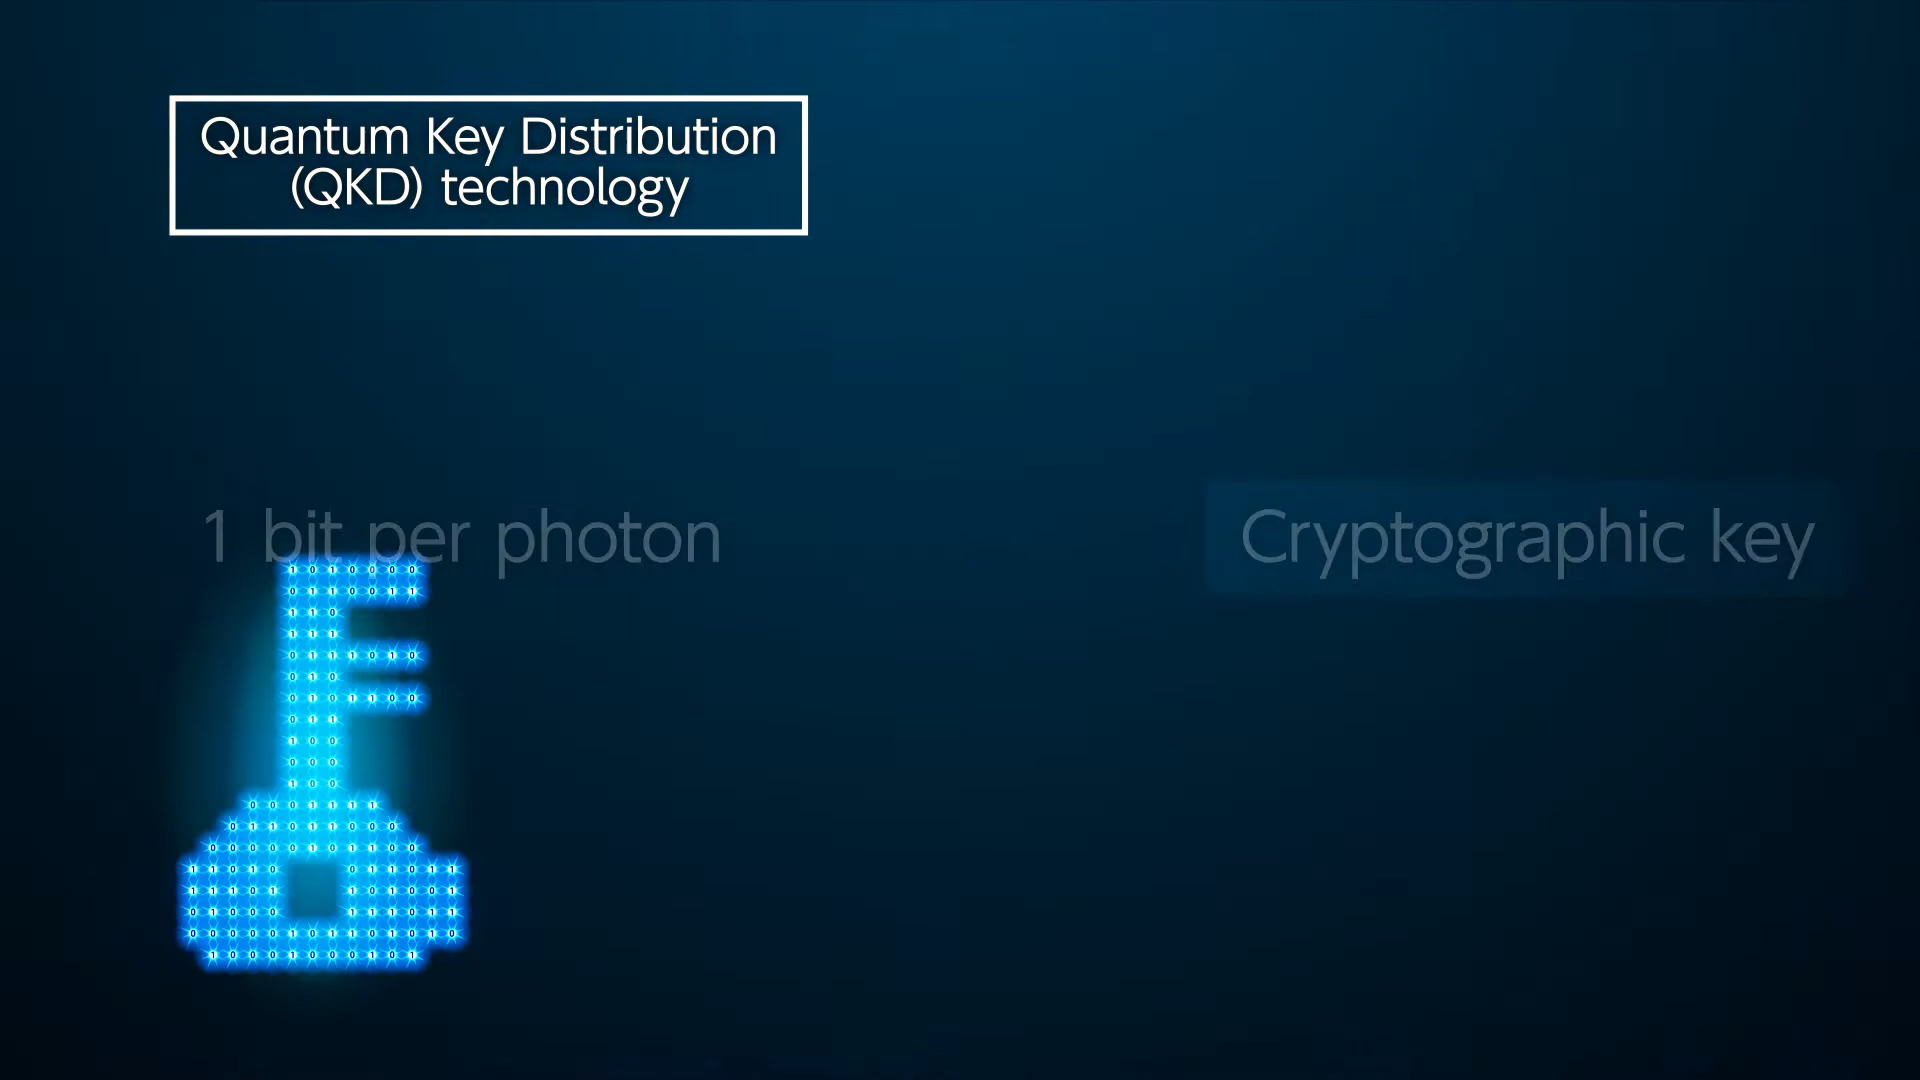 Quantum Key Distribution
(QKD) technology
1 bit per photon
Cryptographic key